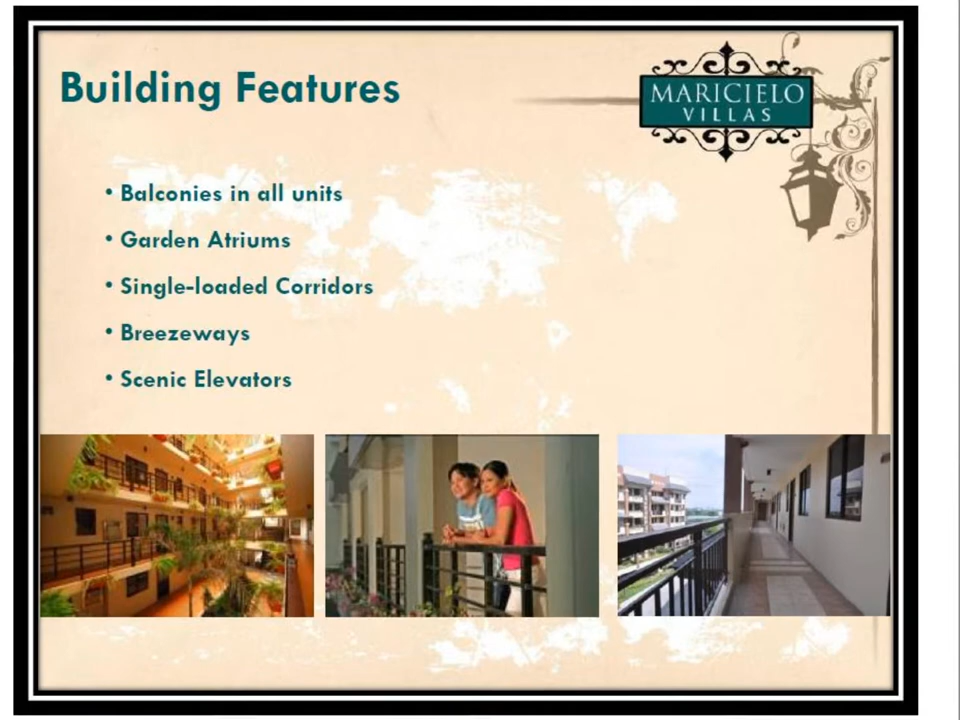 Building Features
MARICIELO
VILLAS
• Balconies in all units
• Garden Atriums
• Single-loaded Corridors
• Breezeways
• Scenic Elevators